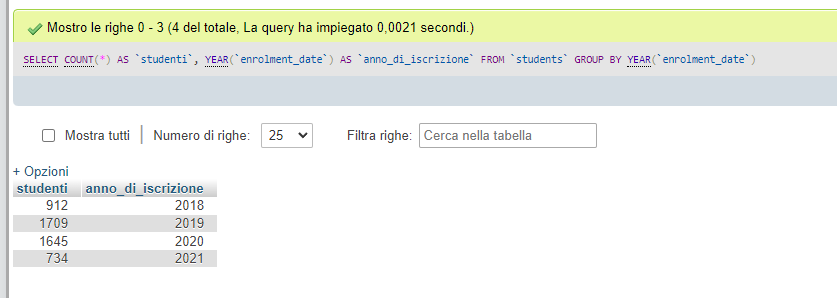 Mostro le righe 0 - 3 (4 del totale, La query ha impiegato 0,0021 secondi.)
SELECT COUNT(*) AS `studenti`, YEAR(`enrolment_date`) AS `anno_di_iscrizione` FROM `students` GROUP BY YEAR(`enrolment_date`)
Mostra tutti | Numero di righe: 25 Filtra righe: Cerca nella tabella
+ Opzioni
studenti anno_di_iscrizione
912 2018
1709 2019
1645 2020
734 2021